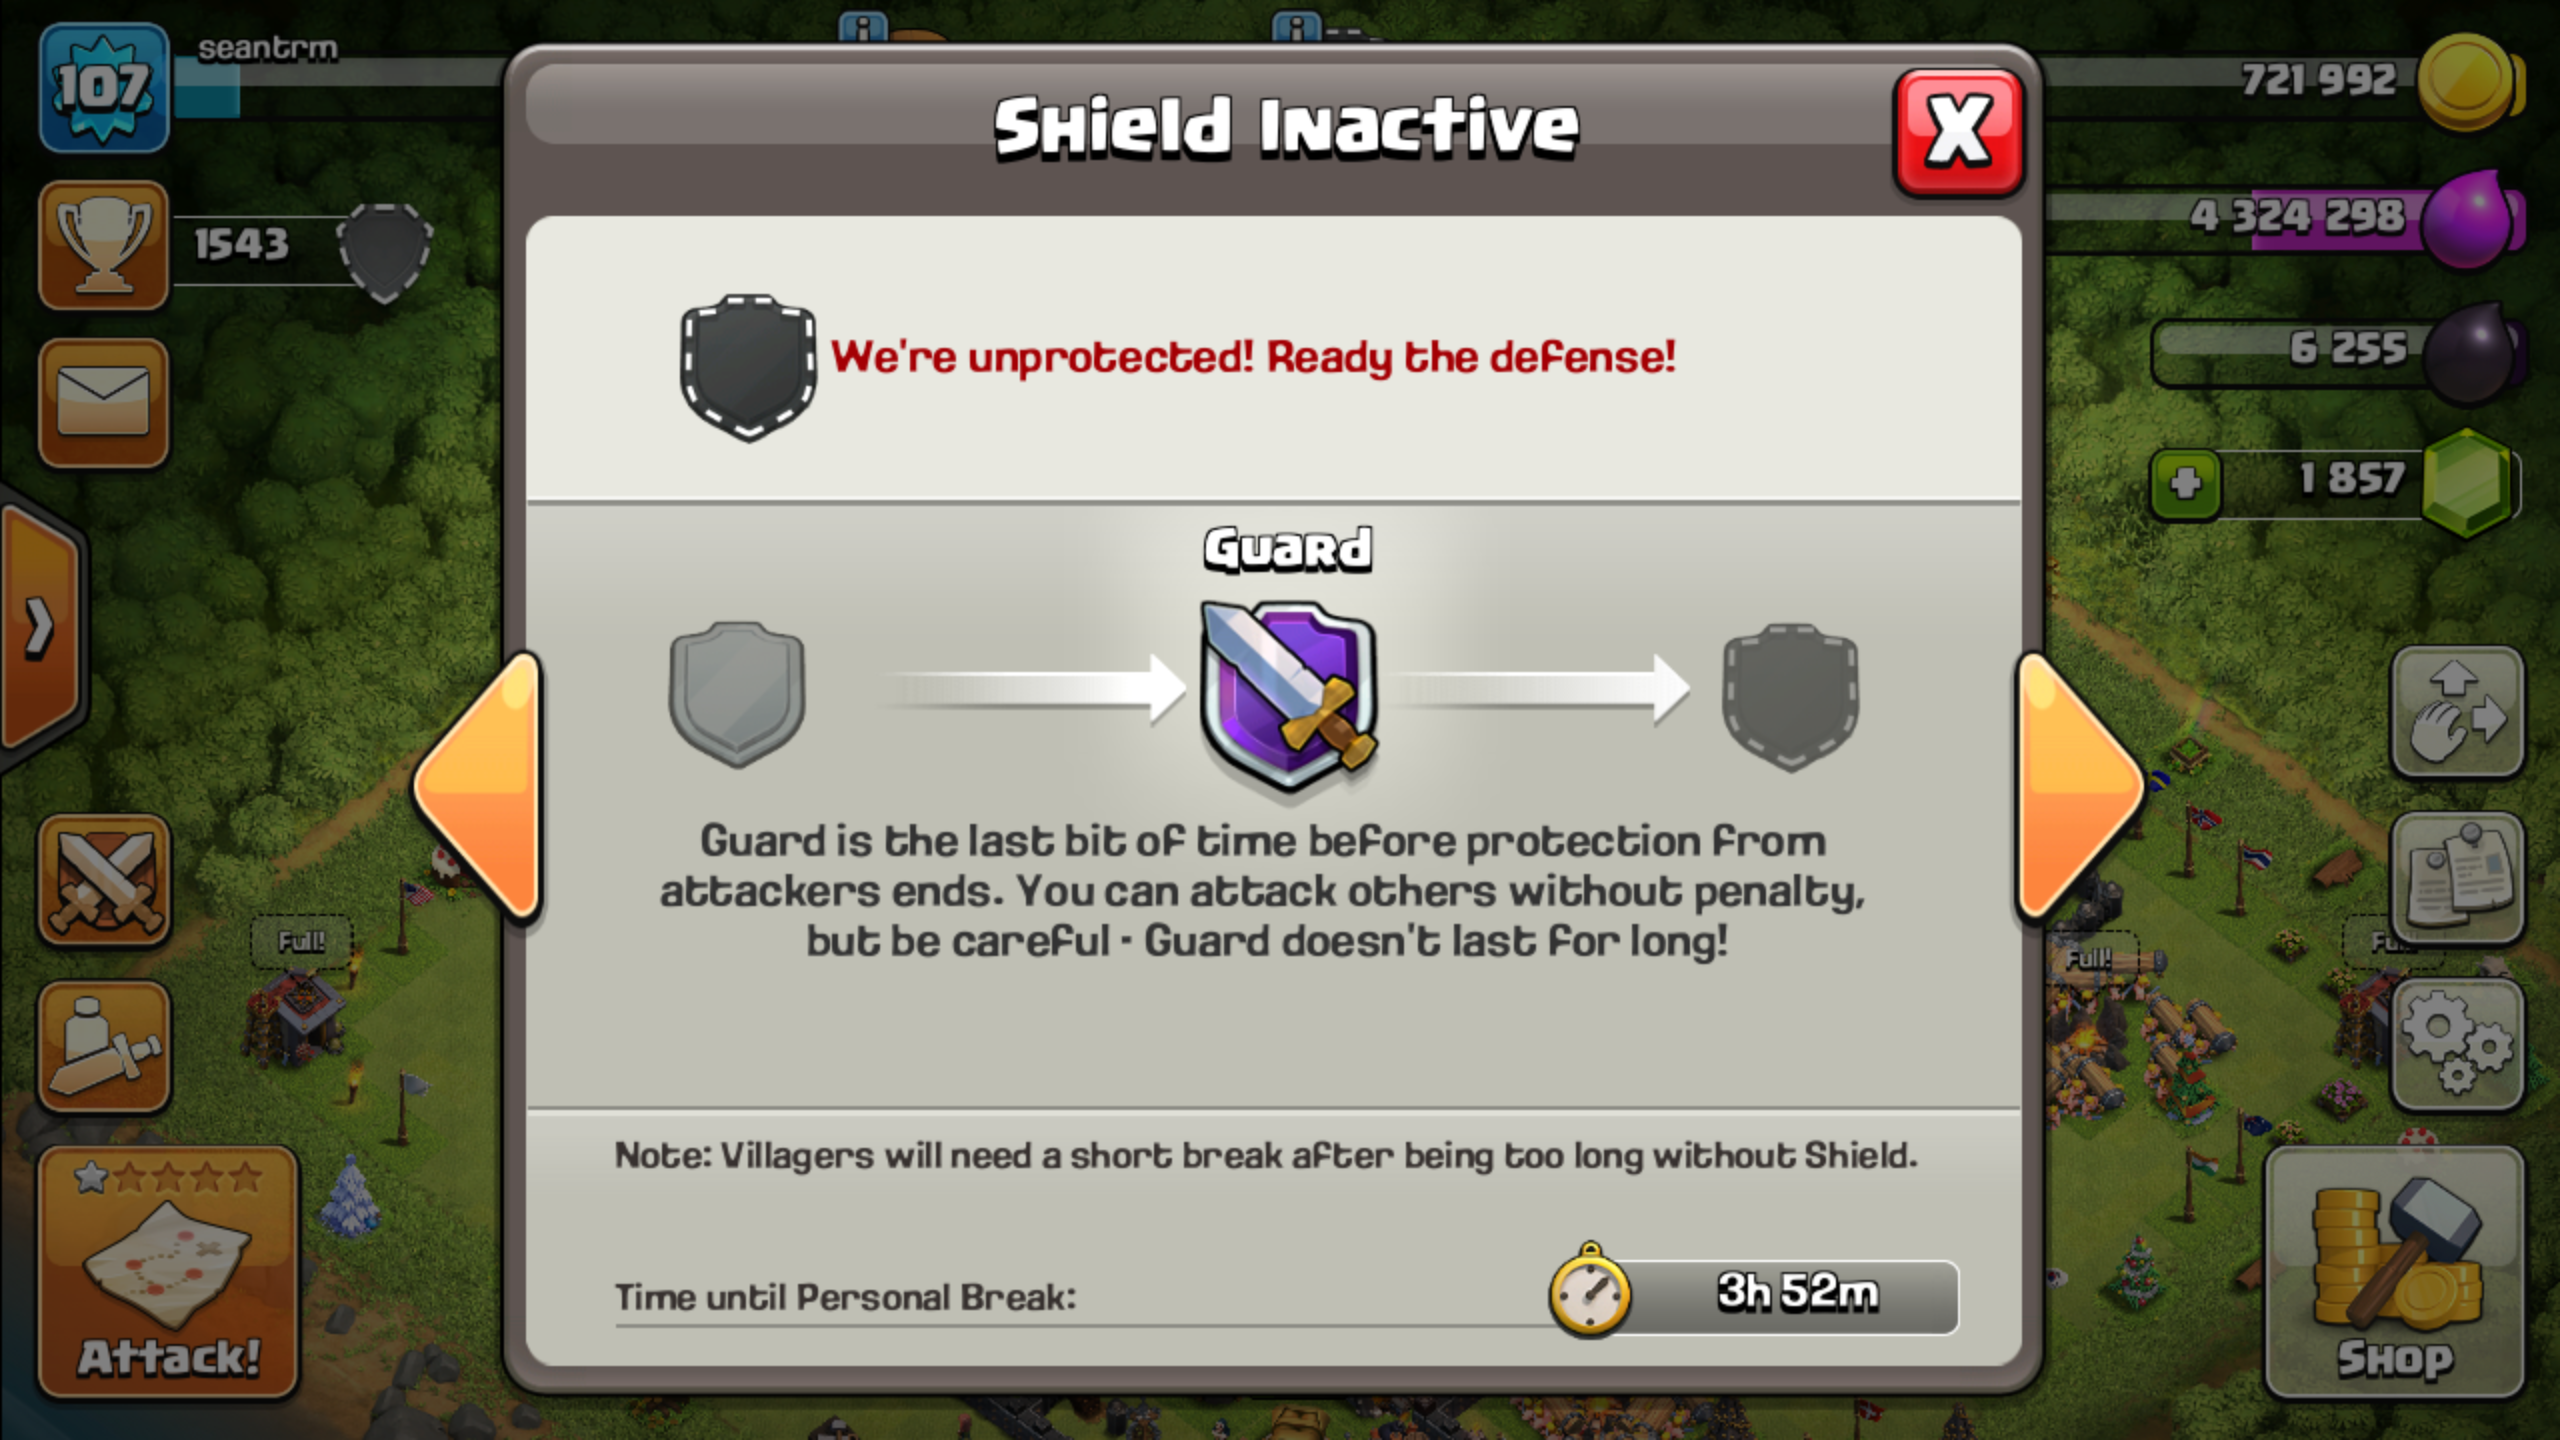 107
seantrm
i
i
721 992
Shield Inactive
X
1543
4 324 298
We're unprotected! Ready the defense!
6 255
1 857
Guard
Guard is the last bit of time before protection from
attackers ends. You can attack others without penalty,
but be careful - Guard doesn't last for long!
Full!
Full!
Note: Villagers will need a short break after being too long without Shield.
Time until Personal Break:
3h 52m
Attack!
Shop